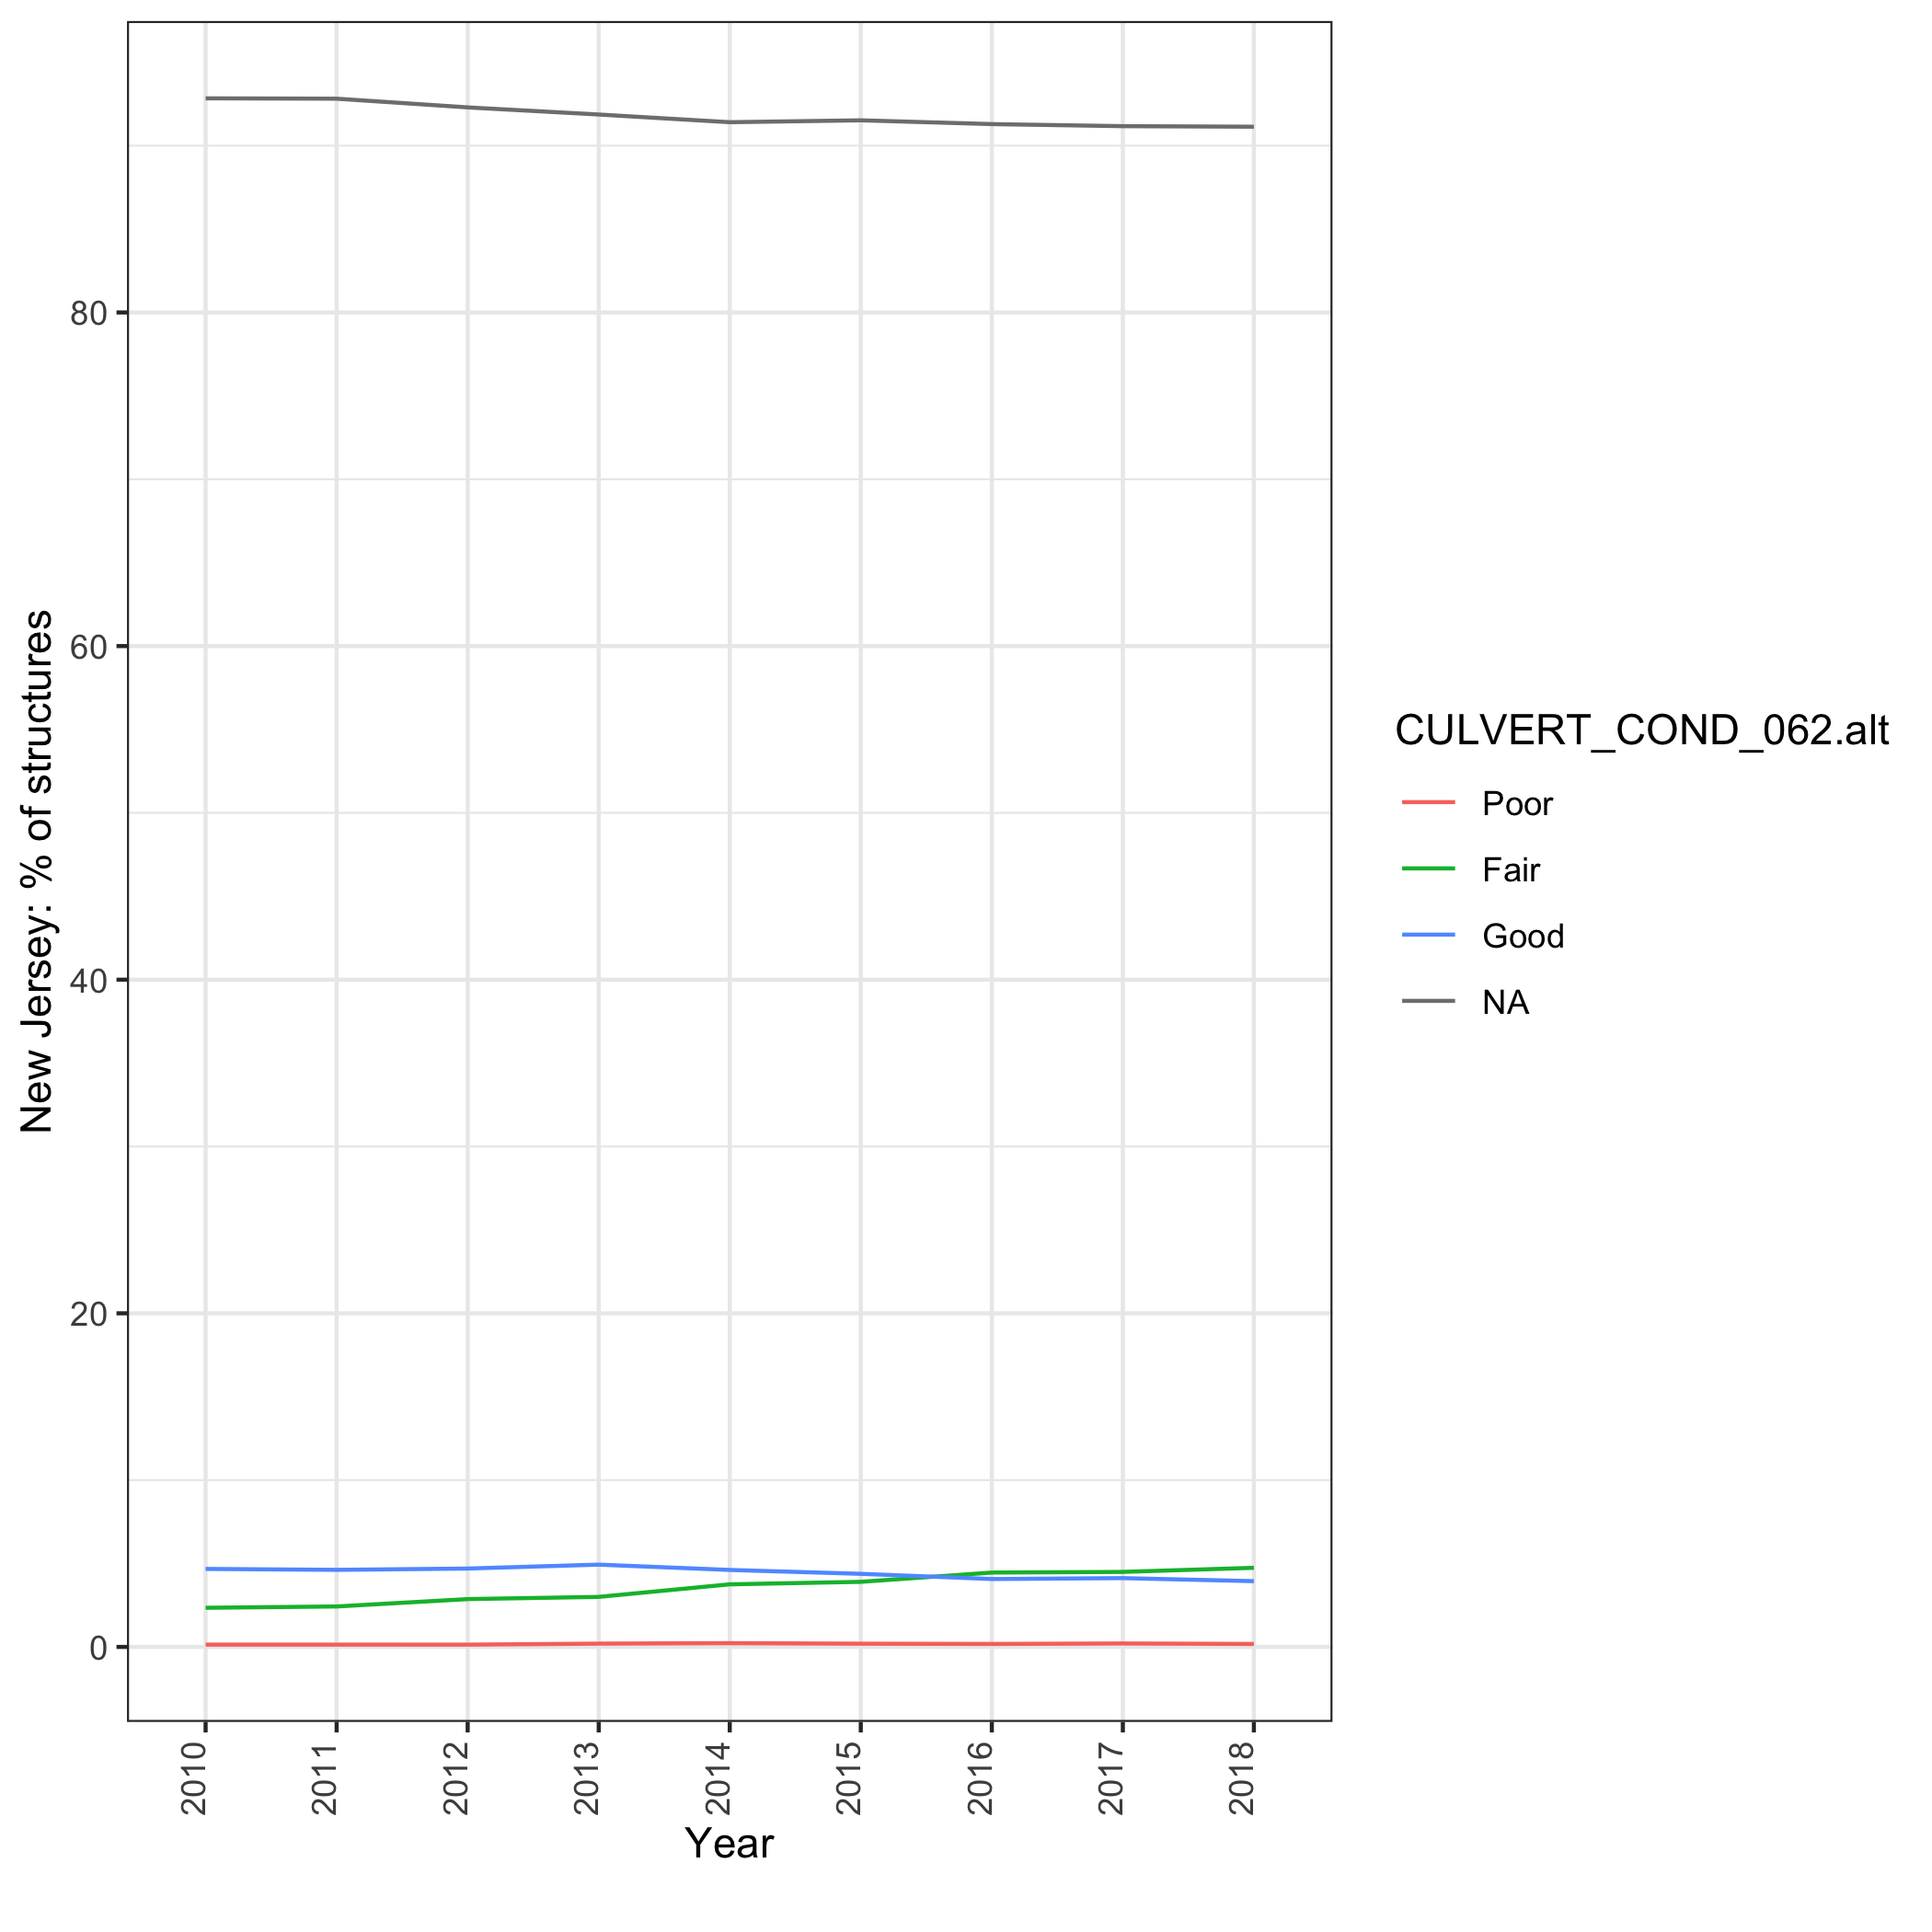 New Jersey: % of structures
80
60
40
20
0
2010
2011
2012
2013
2014
2015
2016
2017
2018
Year
CULVERT_COND_062.alt
Poor
Fair
Good
NA